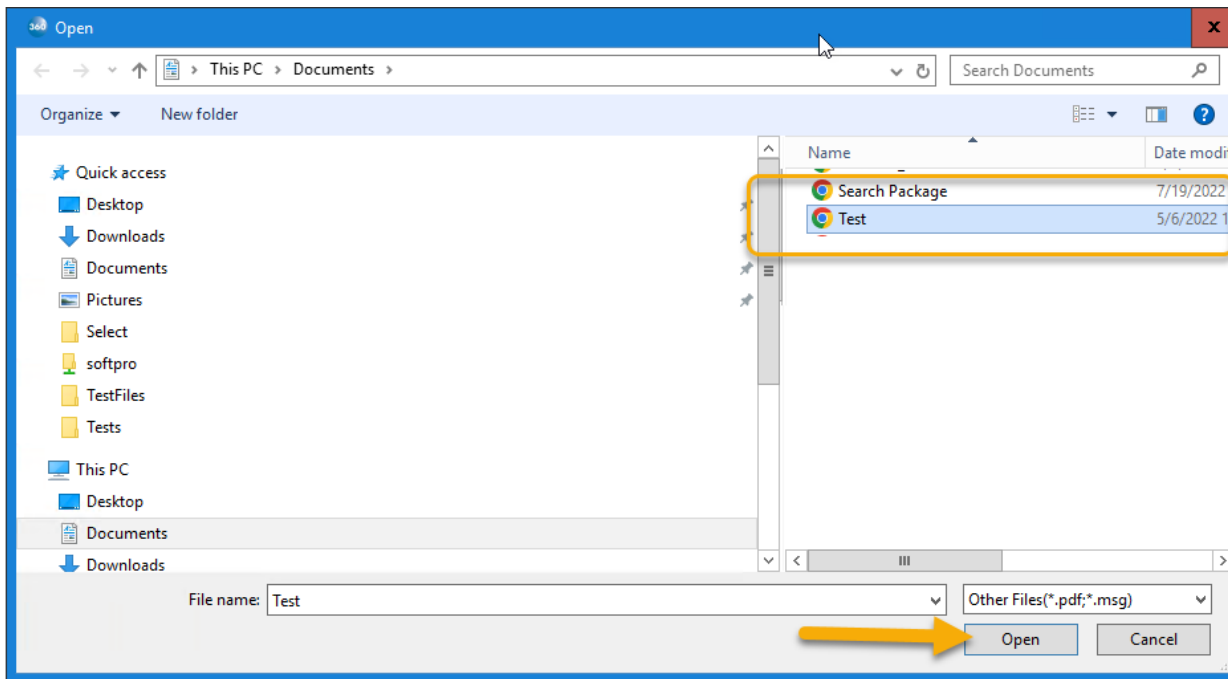 360 Open x
This PC > Documents >
Search Documents
Organize
New folder
?
Name
Date modi
Quick access
Desktop
Downloads
Documents
Pictures
Select
softpro
TestFiles
Tests
This PC
Desktop
Documents
Downloads
Search Package 7/19/2022
Test 5/6/2022 1
File name: Test
Other Files(*.pdf;*.msg)
Open
Cancel